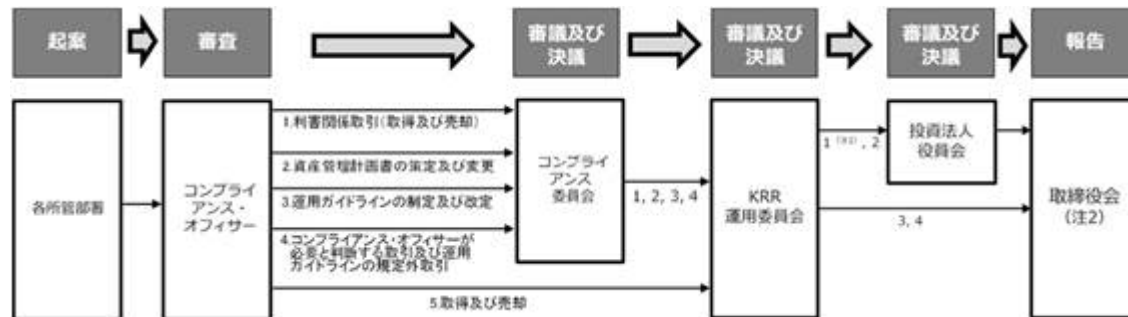 起案
審査
審議及び
決議
審議及び
決議
審議及び
決議
報告
各所管部署
コンプライ
アンス・
オフィサー
1.利害関係取引(取得及び売却)
2.資産管理計画書の策定及び変更
3.運用ガイドラインの制定及び改定
4.コンプライアンス・オフィサーが
必要と判断する取引及び運用
ガイドラインの規定外取引
5.取得及び売却
コンプライ
アンス
委員会
1, 2, 3, 4
KRR
運用委員会
1 (注1) , 2
3, 4
投資法人
役員会
取締役会
(注2)